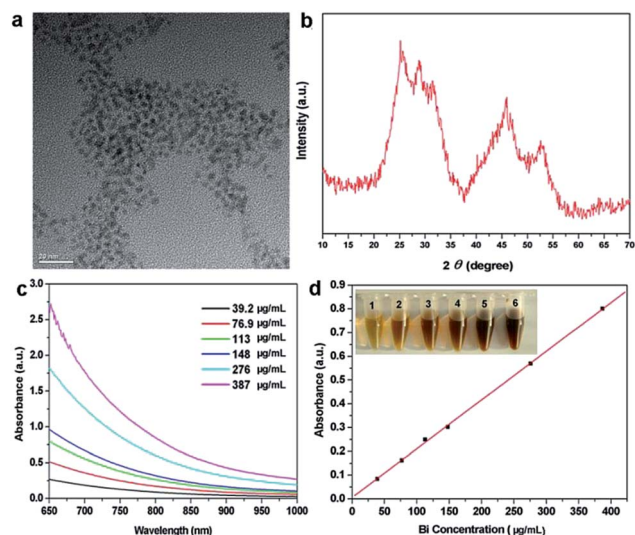 a
20 nm
b
Intensity (a.u.)
10 15 20 25 30 35 40 45 50 55 60 65 70
2 θ (degree)
c
3.0
2.5
2.0
1.5
1.0
0.5
0.0
Absorbance (a.u.)
39.2 μg/mL
76.9 μg/mL
113 μg/mL
148 μg/mL
276 μg/mL
387 μg/mL
650 700 750 800 850 900 950 1000
Wavelength (nm)
d
0.9
0.8
0.7
0.6
0.5
0.4
0.3
0.2
0.1
0.0
Absorbance (a.u.)
1 2 3 4 5 6
0 50 100 150 200 250 300 350 400
Bi Concentration ( μg/mL)